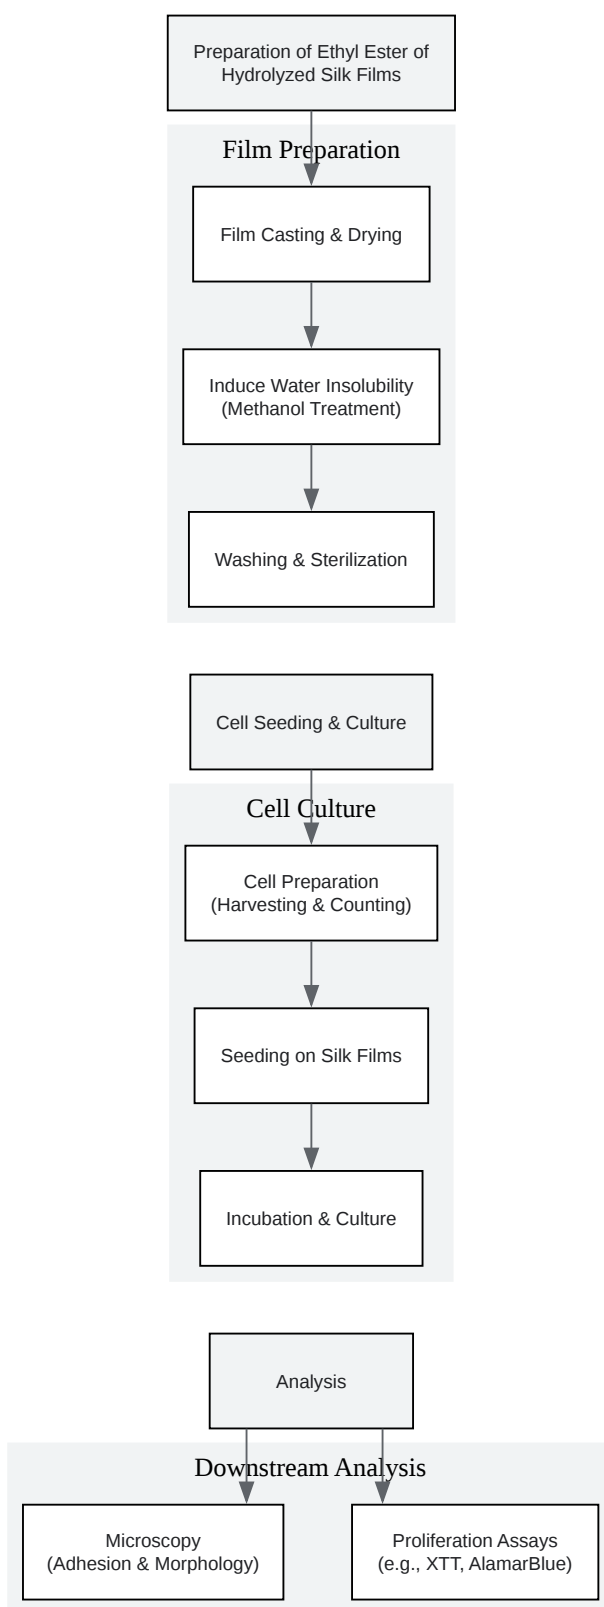 Preparation of Ethyl Ester of
Hydrolyzed Silk Films
Film Preparation
Film Casting & Drying
Induce Water Insolubility
(Methanol Treatment)
Washing & Sterilization
Cell Seeding & Culture
Cell Culture
Cell Preparation
(Harvesting & Counting)
Seeding on Silk Films
Incubation & Culture
Analysis
Downstream Analysis
Microscopy
(Adhesion & Morphology)
Proliferation Assays
(e.g., XTT, AlamarBlue)